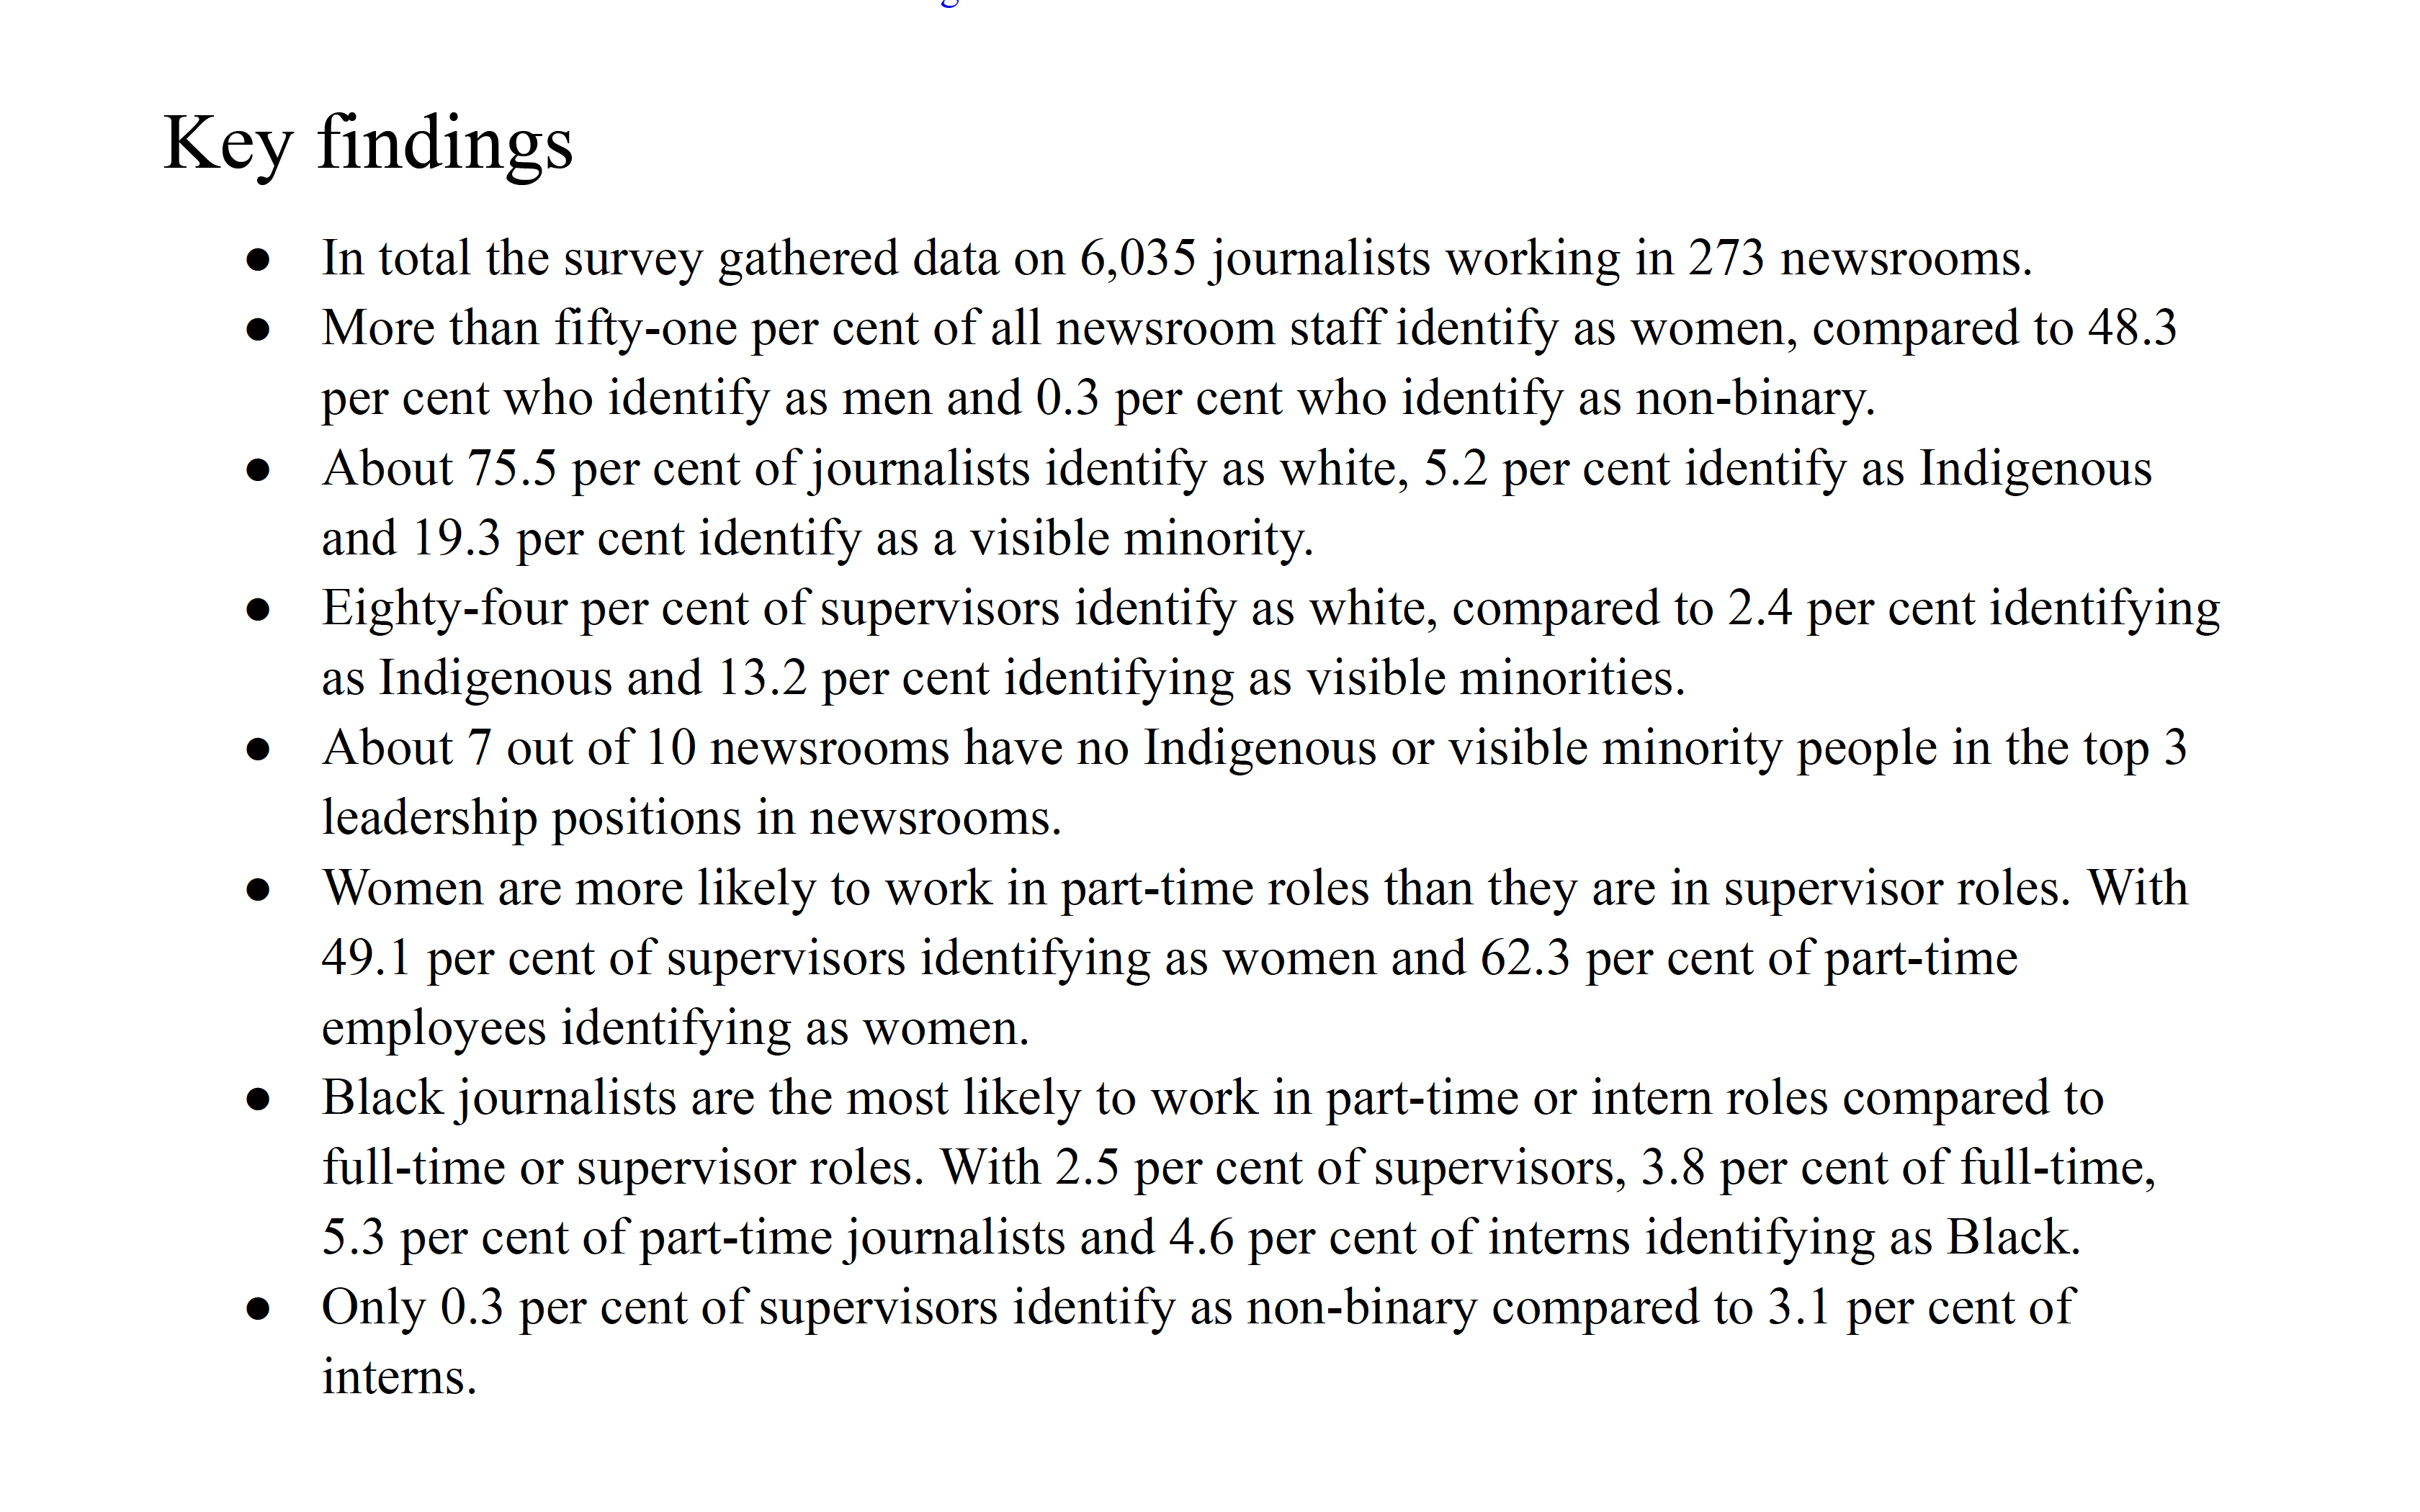 Key findings
● In total the survey gathered data on 6,035 journalists working in 273 newsrooms.
● More than fifty-one per cent of all newsroom staff identify as women, compared to 48.3
per cent who identify as men and 0.3 per cent who identify as non-binary.
● About 75.5 per cent of journalists identify as white, 5.2 per cent identify as Indigenous
and 19.3 per cent identify as a visible minority.
● Eighty-four per cent of supervisors identify as white, compared to 2.4 per cent identifying
as Indigenous and 13.2 per cent identifying as visible minorities.
● About 7 out of 10 newsrooms have no Indigenous or visible minority people in the top 3
leadership positions in newsrooms.
● Women are more likely to work in part-time roles than they are in supervisor roles. With
49.1 per cent of supervisors identifying as women and 62.3 per cent of part-time
employees identifying as women.
● Black journalists are the most likely to work in part-time or intern roles compared to
full-time or supervisor roles. With 2.5 per cent of supervisors, 3.8 per cent of full-time,
5.3 per cent of part-time journalists and 4.6 per cent of interns identifying as Black.
● Only 0.3 per cent of supervisors identify as non-binary compared to 3.1 per cent of
interns.